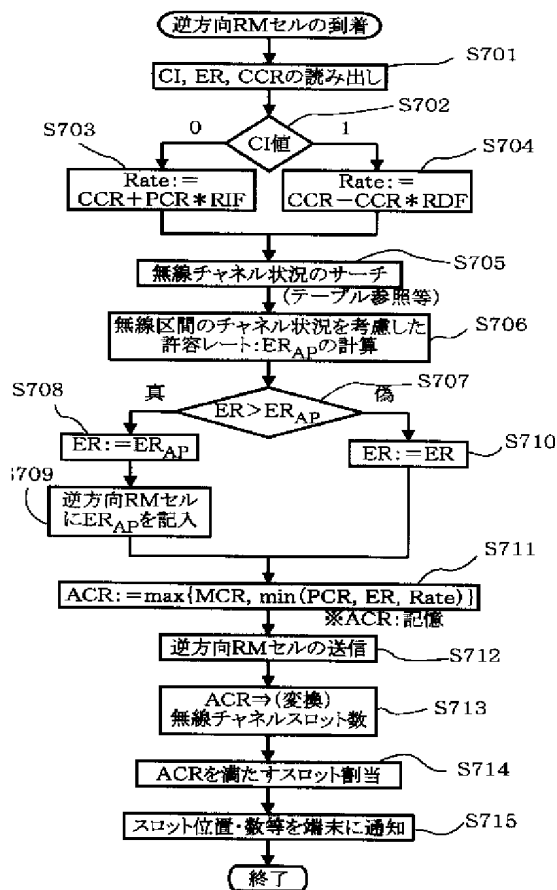 逆方向RMセルの到着
S701
CI, ER, CCRの読み出し
S702
S703
0
CI値
1
S704
Rate:=
CCR+PCR*RIF
Rate:=
CCR−CCR*RDF
S705
無線チャネル状況のサーチ
(テーブル参照等)
S706
無線区間のチャネル状況を考慮した
許容レート:ERAPの計算
S707
S708
真
ER>ERAP
偽
ER:=ERAP
ER:=ER
S710
S709
逆方向RMセル
にERAPを記入
S711
ACR:=max{MCR, min(PCR, ER, Rate)}
※ACR:記憶
逆方向RMセルの送信
S712
ACR⇒(変換)
無線チャネルスロット数
S713
ACRを満たすスロット割当
S714
スロット位置・数等を端末に通知
S715
終了